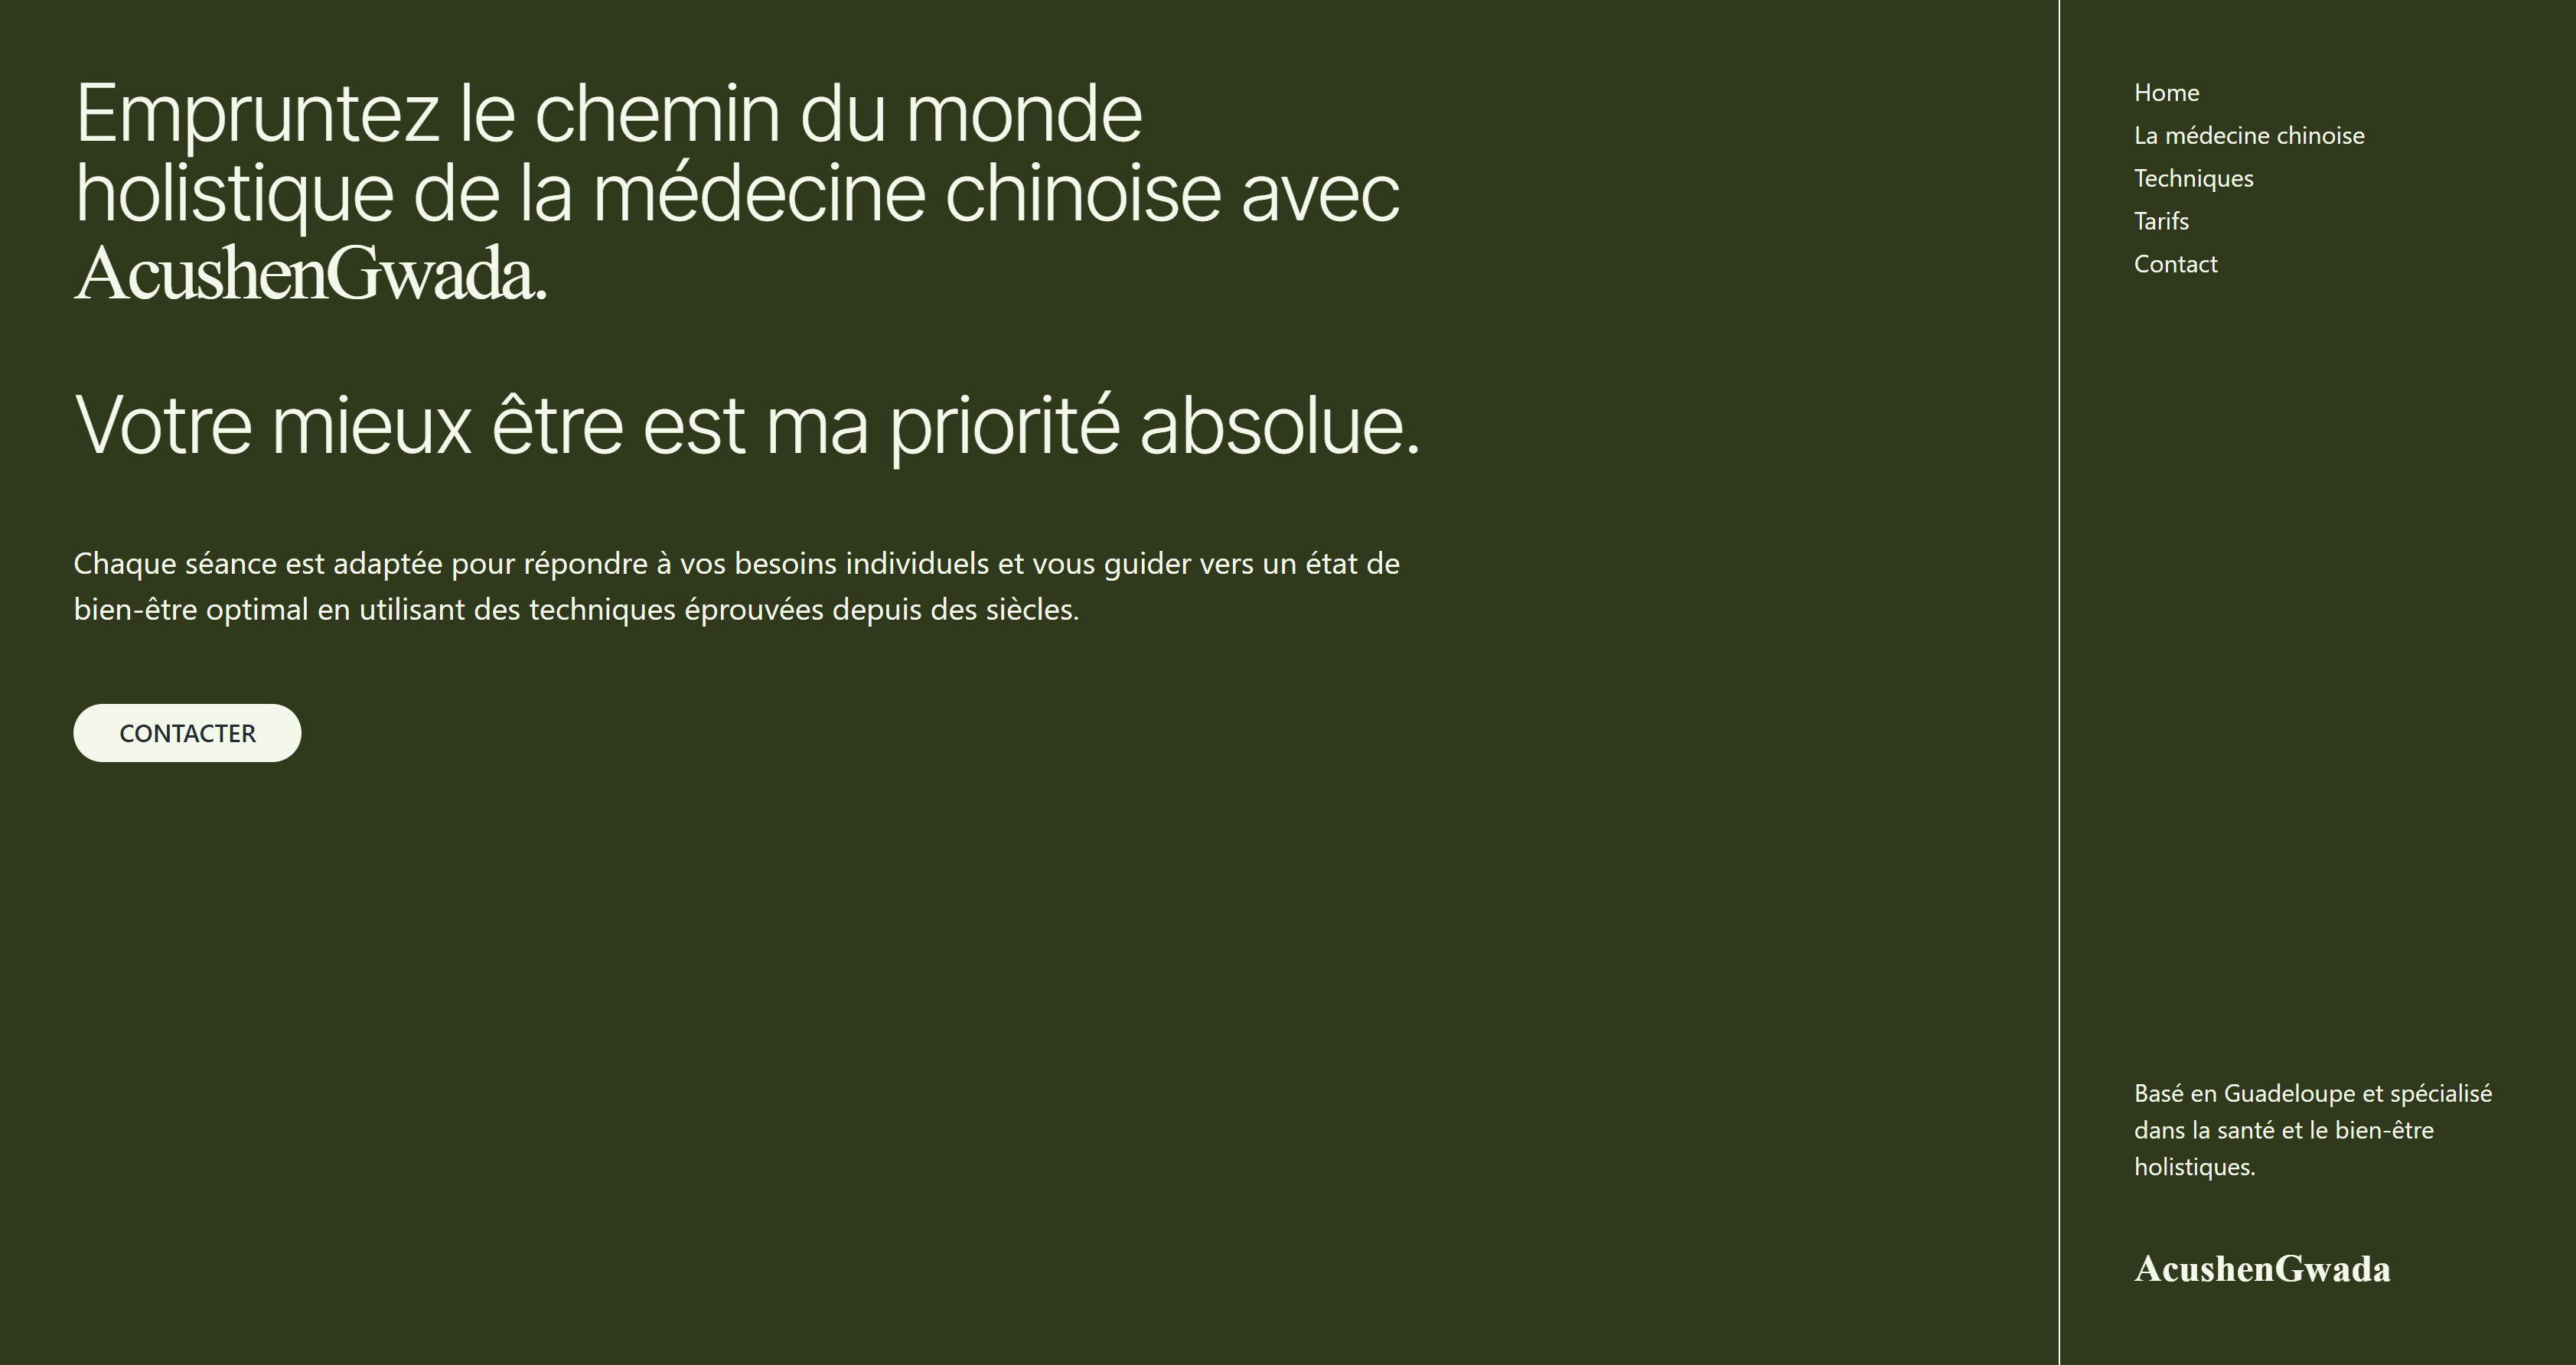 Empruntez le chemin du monde
holistique de la médecine chinoise avec
AcushenGwada.
Votre mieux être est ma priorité absolue.
Chaque séance est adaptée pour répondre à vos besoins individuels et vous guider vers un état de
bien-être optimal en utilisant des techniques éprouvées depuis des siècles.
CONTACTER
Home
La médecine chinoise
Techniques
Tarifs
Contact
Basé en Guadeloupe et spécialisé
dans la santé et le bien-être
holistiques.
AcushenGwada